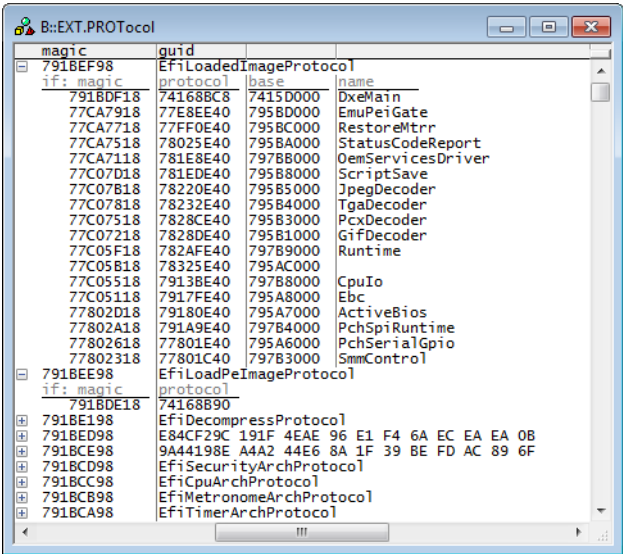 B::EXT.PROTocol
magic guid
791BEF98 EfiLoadedImageProtocol
if: magic protocol base name
791BDF18 74168BC8 7415D000 DxeMain
77CA7918 77E8EE40 795BD000 EmuPeiGate
77CA7718 77FF0E40 795BC000 RestoreMtrr
77CA7518 78025E40 795BA000 StatusCodeReport
77CA7118 781E8E40 797BB000 OemServicesDriver
77C07D18 781EDE40 795B8000 ScriptSave
77C07B18 78220E40 795B5000 JpegDecoder
77C07818 78232E40 795B4000 TgaDecoder
77C07518 7828CE40 795B3000 PcxDecoder
77C07218 7828DE40 795B1000 GifDecoder
77C05F18 782AFE40 797B9000 Runtime
77C05B18 78325E40 795AC000
77C05518 7913BE40 797B8000 CpuIo
77C05118 7917FE40 795A8000 Ebc
77802D18 79180E40 795A7000 ActiveBios
77802A18 791A9E40 797B4000 PchSpiRuntime
77802618 77801E40 795A6000 PchSerialGpio
77802318 77801C40 797B3000 SmmControl
791BEE98 EfiLoadPeImageProtocol
if: magic protocol
791BDE18 74168B90
791BE198 EfiDecompressProtocol
791BED98 E84CF29C 191F 4EAE 96 E1 F4 6A EC EA EA 0B
791BCE98 9A44198E A4A2 44E6 8A 1F 39 BE FD AC 89 6F
791BCD98 EfiSecurityArchProtocol
791BCC98 EfiCpuArchProtocol
791BCB98 EfiMetronomeArchProtocol
791BCA98 EfiTimerArchProtocol